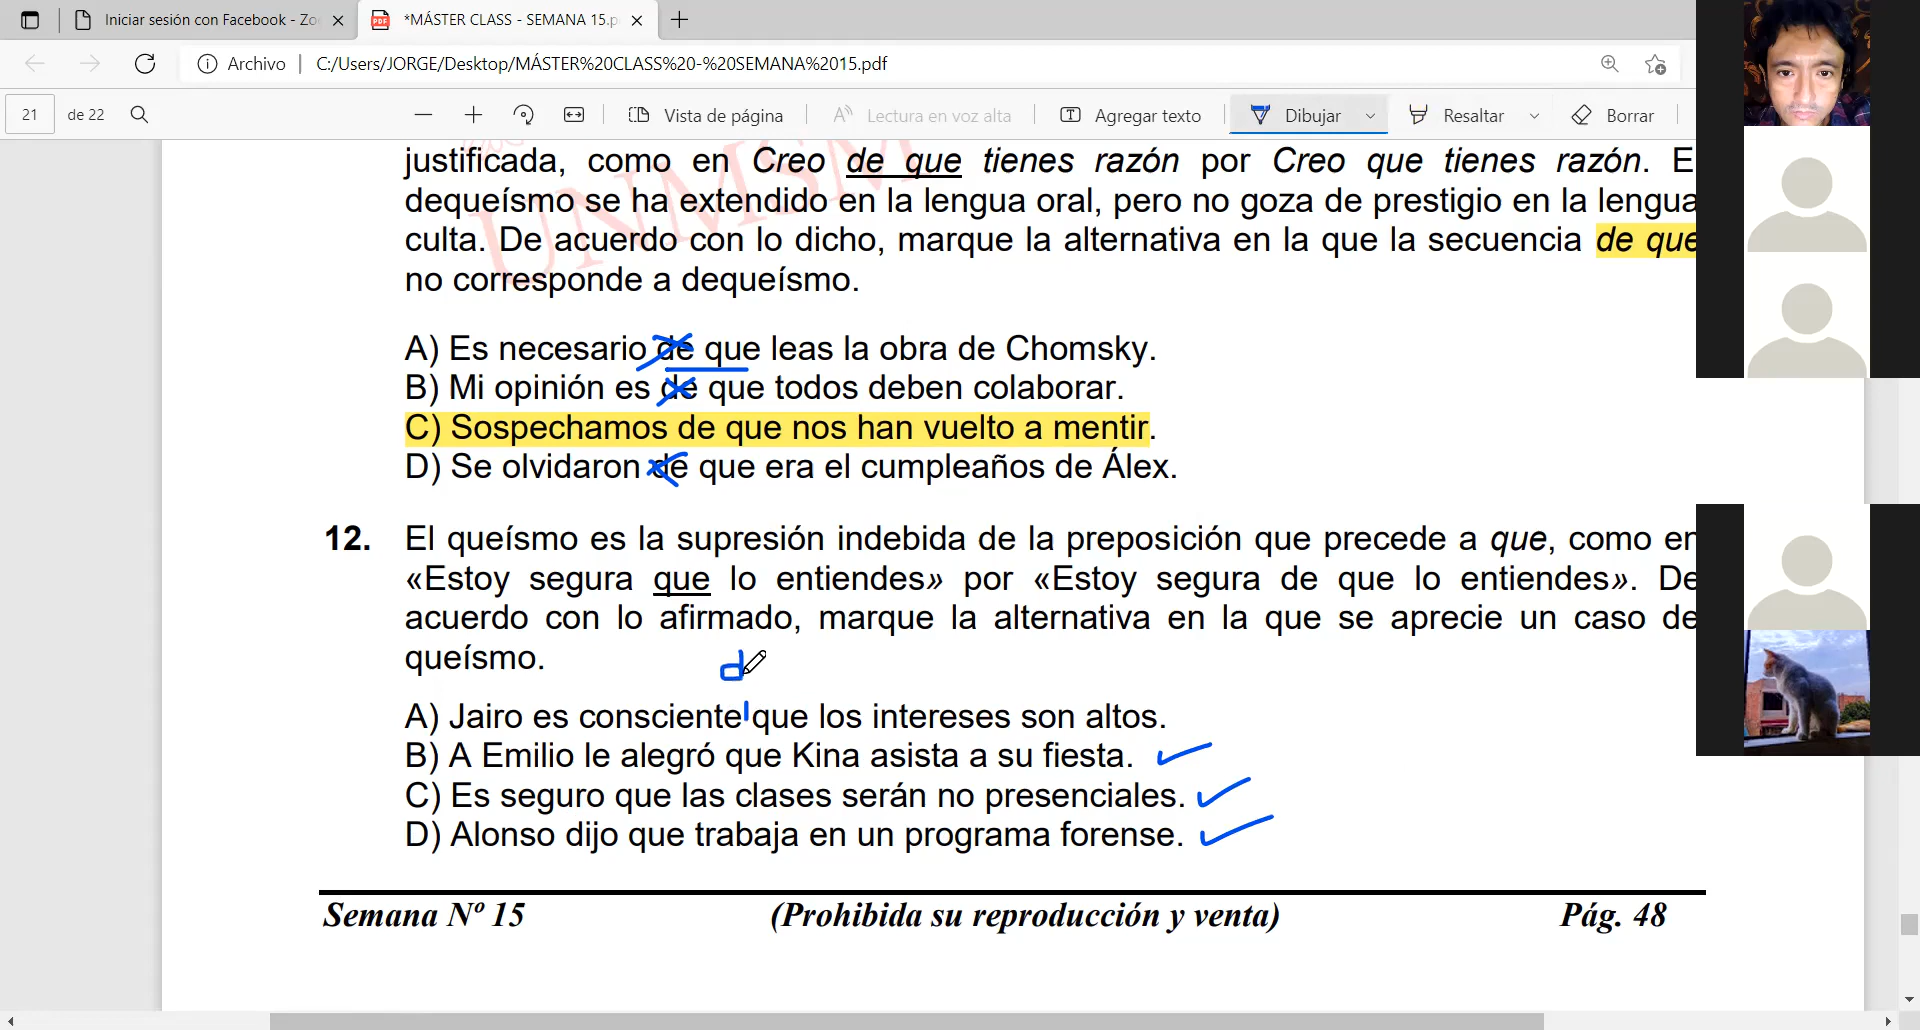 Iniciar sesión con Facebook - Zo
*MÁSTER CLASS - SEMANA 15.p
Archivo
C:/Users/JORGE/Desktop/MÁSTER%20CLASS%20-%20SEMANA%2015.pdf
21
de 22
Vista de página
Lectura en voz alta
Agregar texto
Dibujar
Resaltar
Borrar
UNMSM
justificada, como en Creo de que tienes razón por Creo que tienes razón. E
dequeísmo se ha extendido en la lengua oral, pero no goza de prestigio en la lengua
culta. De acuerdo con lo dicho, marque la alternativa en la que la secuencia de que
no corresponde a dequeísmo.
A) Es necesario de que leas la obra de Chomsky.
B) Mi opinión es de que todos deben colaborar.
C) Sospechamos de que nos han vuelto a mentir.
D) Se olvidaron de que era el cumpleaños de Álex.
12. El queísmo es la supresión indebida de la preposición que precede a que, como en
«Estoy segura que lo entiendes» por «Estoy segura de que lo entiendes». De
acuerdo con lo afirmado, marque la alternativa en la que se aprecie un caso de
queísmo.
d
A) Jairo es consciente que los intereses son altos.
B) A Emilio le alegró que Kina asista a su fiesta.
C) Es seguro que las clases serán no presenciales.
D) Alonso dijo que trabaja en un programa forense.
Semana Nº 15
(Prohibida su reproducción y venta)
Pág. 48